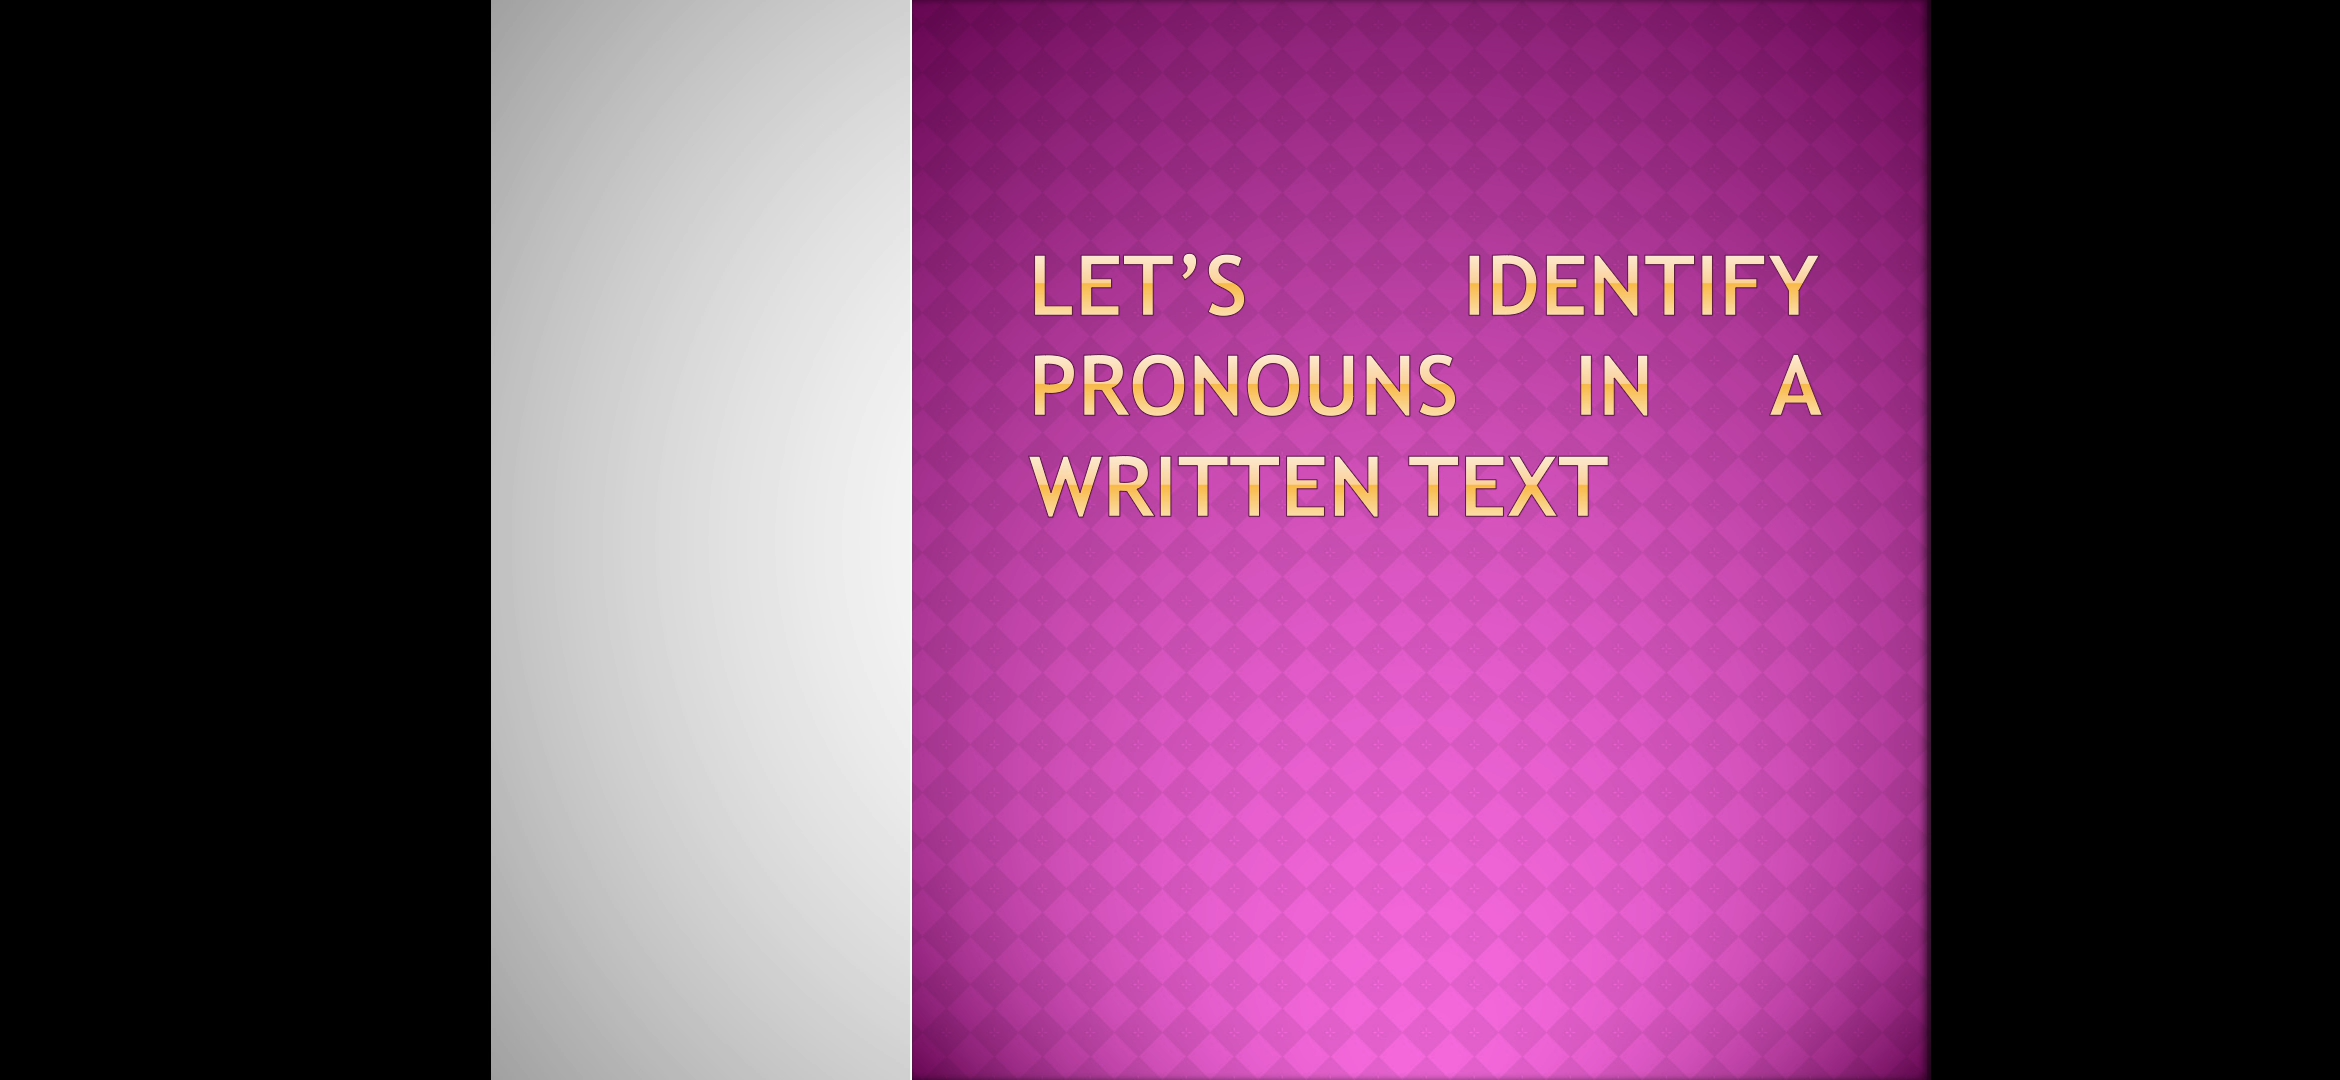 LET’S IDENTIFY
PRONOUNS IN A
WRITTEN TEXT